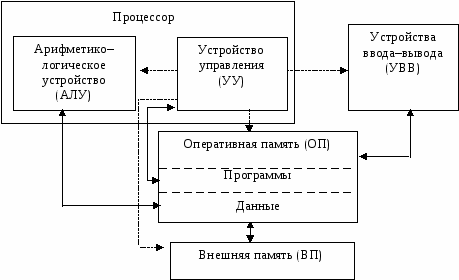 Процессор
Арифметико–
логическое
устройство
(АЛУ)
Устройство
управления
(УУ)
Устройства
ввода–вывода
(УВВ)
Оперативная память (ОП)
Программы
Данные
Внешняя память (ВП)